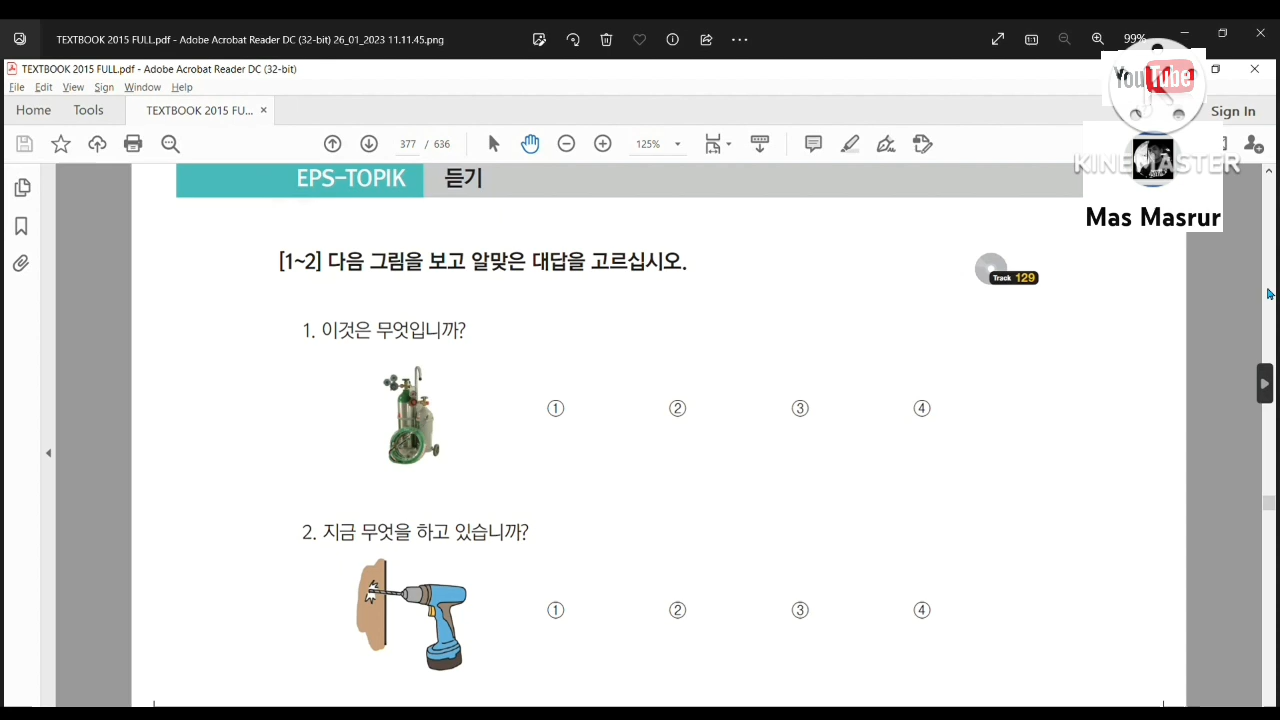 TEXTBOOK 2015 FULL.pdf - Adobe Acrobat Reader DC (32-bit) 26_01_2023 11.11.45.png
99%
TEXTBOOK 2015 FULL.pdf - Adobe Acrobat Reader DC (32-bit)
File Edit View Sign Window Help
YouTube
Home Tools TEXTBOOK 2015 FU... × Sign In
377 / 636 125%
KINEMASTER
EPS-TOPIK 듣기
Mas Masrur
[1~2] 다음 그림을 보고 알맞은 대답을 고르십시오.
Track 129
1. 이것은 무엇입니까?
① ② ③ ④
2. 지금 무엇을 하고 있습니까?
① ② ③ ④